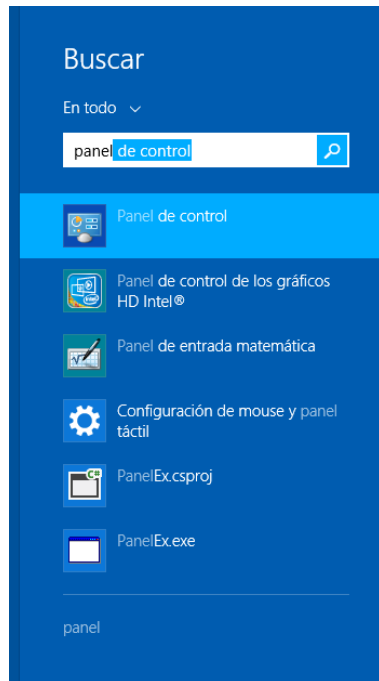 Buscar
En todo
panel de control
Panel de control
Panel de control de los gráficos
HD Intel®
Panel de entrada matemática
Configuración de mouse y panel
táctil
PanelEx.csproj
PanelEx.exe
panel